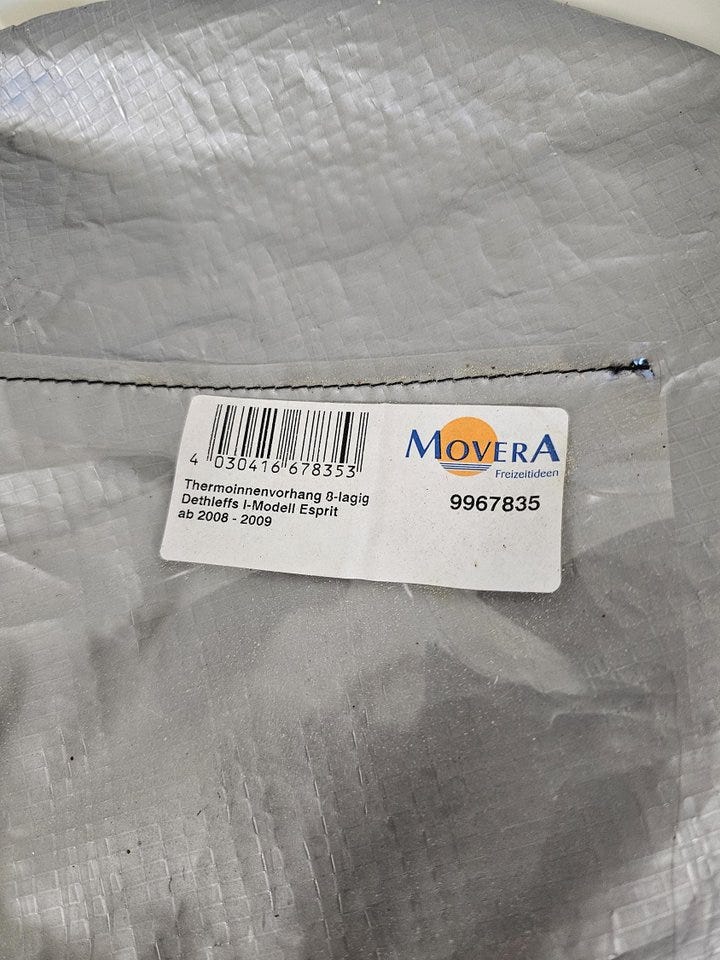 4 030416 678353
Thermoinnenvorhang 8-lagig
Dethleffs I-Modell Esprit
ab 2008 - 2009
MOVERA
Freizeitideen
9967835